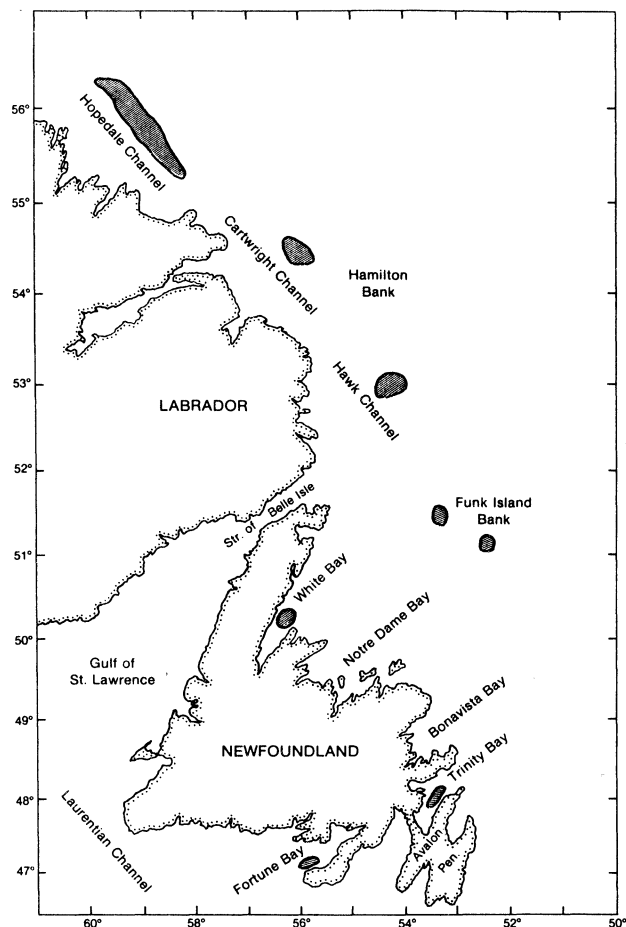 56°
55°
54°
53°
52°
51°
50°
49°
48°
47°
Hopedale Channel
Cartwright Channel
Hamilton
Bank
Hawk Channel
LABRADOR
Funk Island
Bank
Str. of Belle Isle
White Bay
Notre Dame Bay
Gulf of
St. Lawrence
Bonavista Bay
NEWFOUNDLAND
Trinity Bay
Laurentian Channel
Avalon
Pen.
Fortune Bay
60°
58°
56°
54°
52°
50°